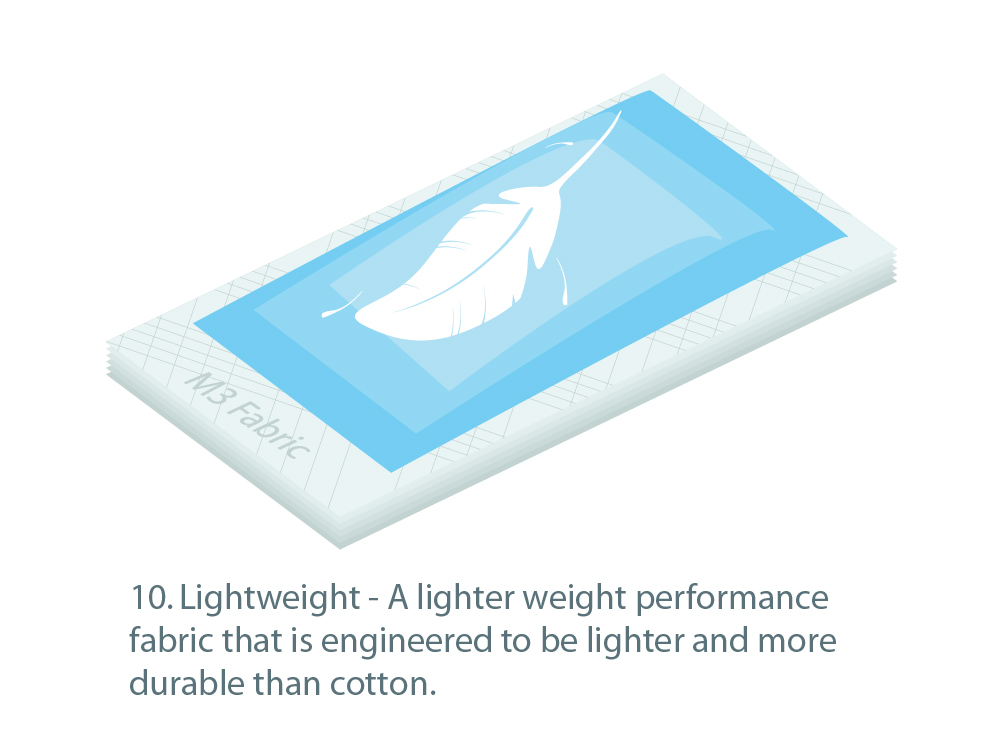 M3 Fabric
10. Lightweight - A lighter weight performance
fabric that is engineered to be lighter and more
durable than cotton.